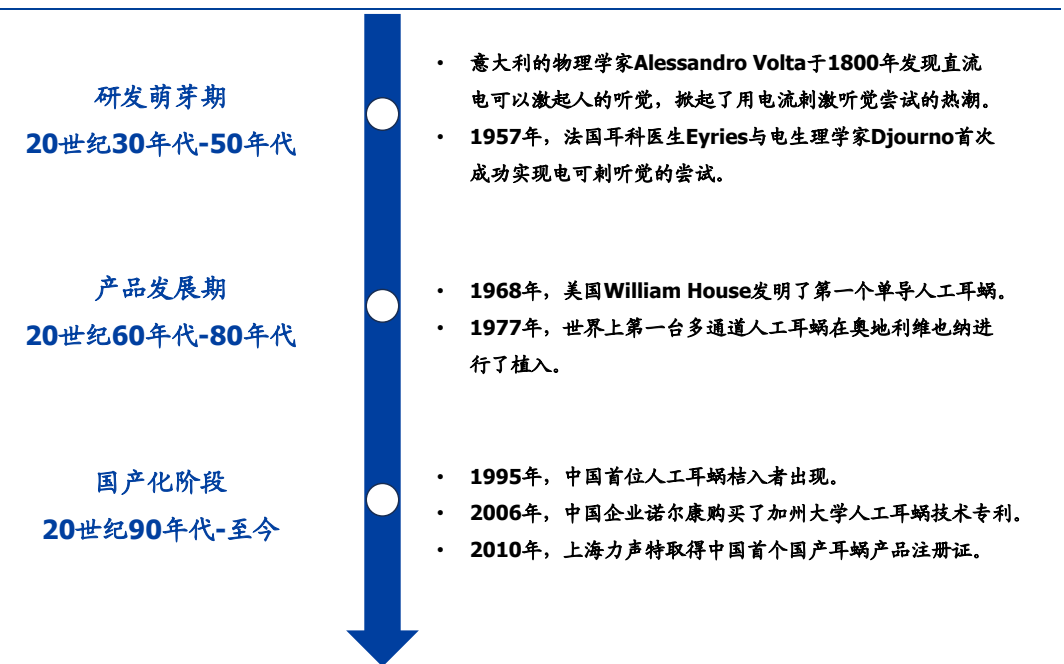 研发萌芽期
20世纪30年代-50年代
• 意大利的物理学家Alessandro Volta于1800年发现直流
电可以激起人的听觉，掀起了用电流刺激听觉尝试的热潮。
• 1957年，法国耳科医生Eyries与电生理学家Djourno首次
成功实现电可刺听觉的尝试。
产品发展期
20世纪60年代-80年代
• 1968年，美国William House发明了第一个单导人工耳蜗。
• 1977年，世界上第一台多通道人工耳蜗在奥地利维也纳进
行了植入。
国产化阶段
20世纪90年代-至今
• 1995年，中国首位人工耳蜗桔入者出现。
• 2006年，中国企业诺尔康购买了加州大学人工耳蜗技术专利。
• 2010年，上海力声特取得中国首个国产耳蜗产品注册证。